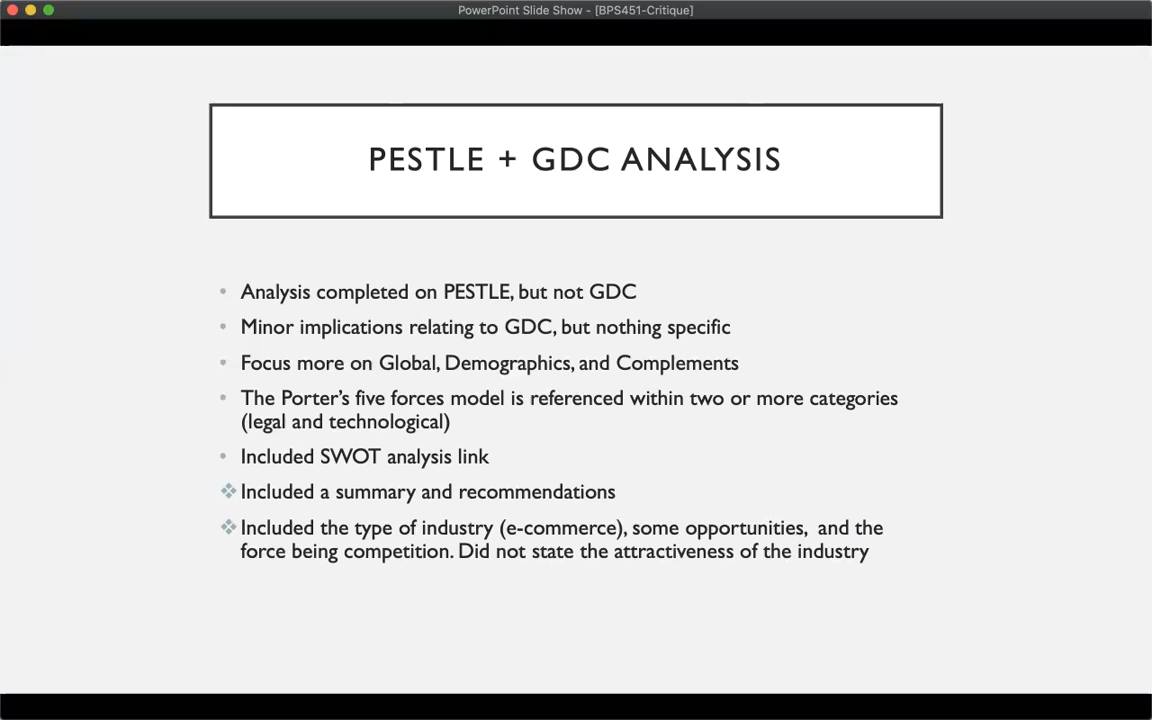 PowerPoint Slide Show - [BPS451-Critique]
PESTLE + GDC ANALYSIS
• Analysis completed on PESTLE, but not GDC
• Minor implications relating to GDC, but nothing specific
• Focus more on Global, Demographics, and Complements
• The Porter's five forces model is referenced within two or more categories
(legal and technological)
• Included SWOT analysis link
❖ Included a summary and recommendations
❖ Included the type of industry (e-commerce), some opportunities,  and the
force being competition. Did not state the attractiveness of the industry